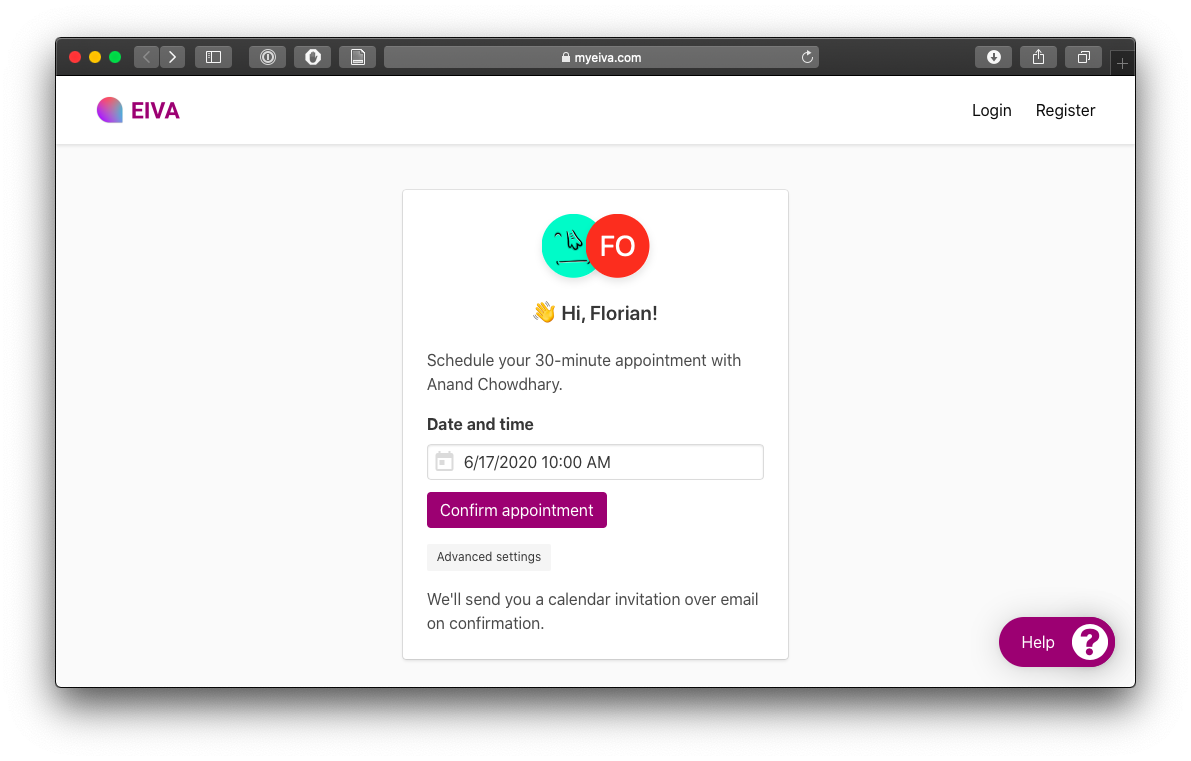 myeiva.com
EIVA
Login
Register
FO
👋 Hi, Florian!
Schedule your 30-minute appointment with
Anand Chowdhary.
Date and time
6/17/2020 10:00 AM
Confirm appointment
Advanced settings
We'll send you a calendar invitation over email
on confirmation.
Help ?